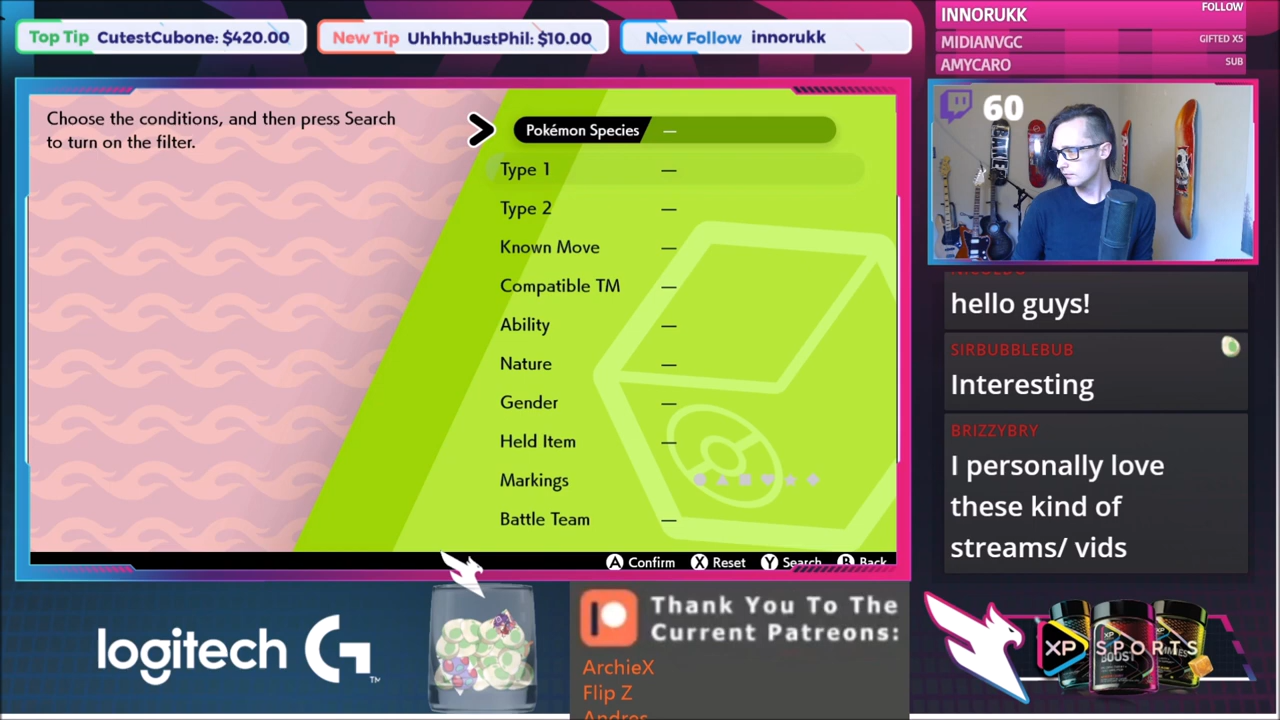 Top Tip CutestCubone: $420.00
New Tip UhhhhJustPhil: $10.00
New Follow innorukk
INNORUKK FOLLOW
MIDIANVGC GIFTED X5
AMYCARO SUB
60
Choose the conditions, and then press Search
to turn on the filter.
Pokémon Species —
Type 1 —
Type 2 —
Known Move —
Compatible TM —
Ability —
Nature —
Gender —
Held Item —
Markings
Battle Team —
A Confirm X Reset Y Search B Back
hello guys!
SIRBUBBLEBUB
Interesting
BRIZZYBRY
I personally love
these kind of
streams/ vids
logitech G™
Thank You To The
Current Patreons:
ArchieX
Flip Z
Andres
XP SPORTS
BOOST